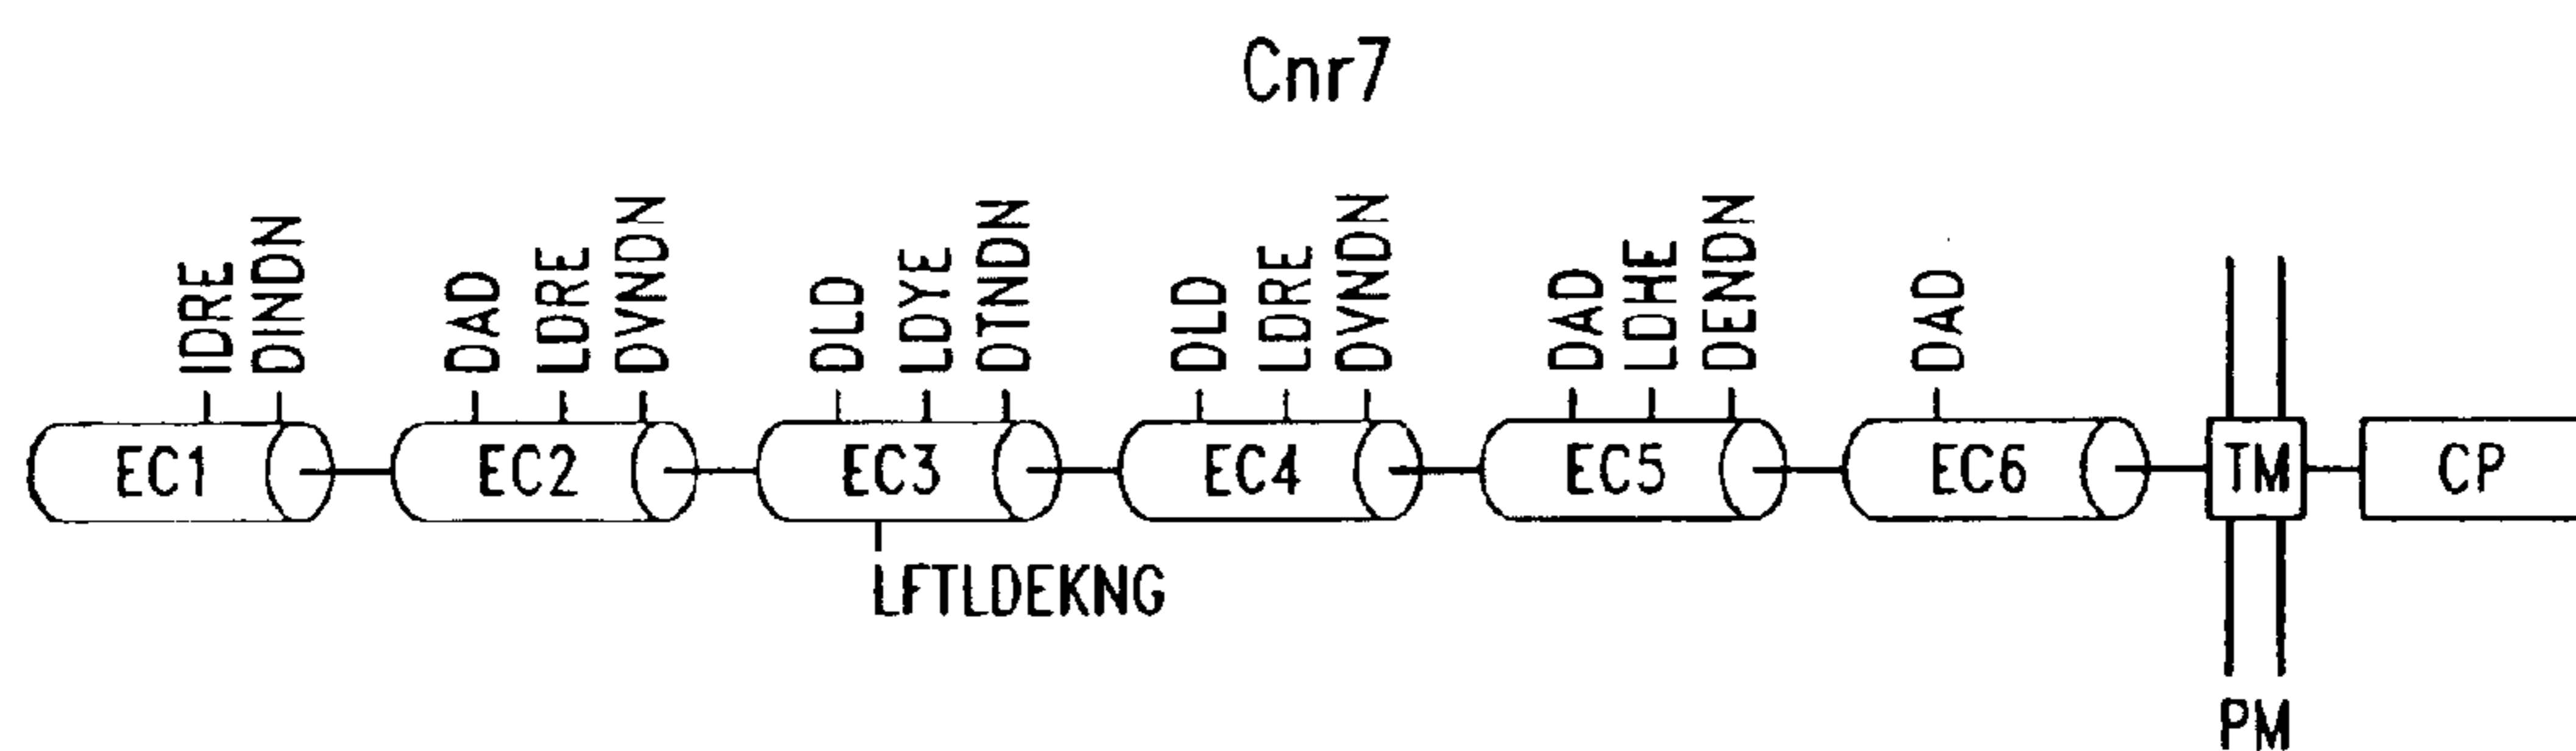 Cnr7
IDRE DINDN DAD LDRE DVNDN DLD LDYE DTNDN DLD LDRE DVNDN DAD LDHE DENDN DAD
EC1 EC2 EC3 EC4 EC5 EC6 TM CP
LFTLDEKNG
PM